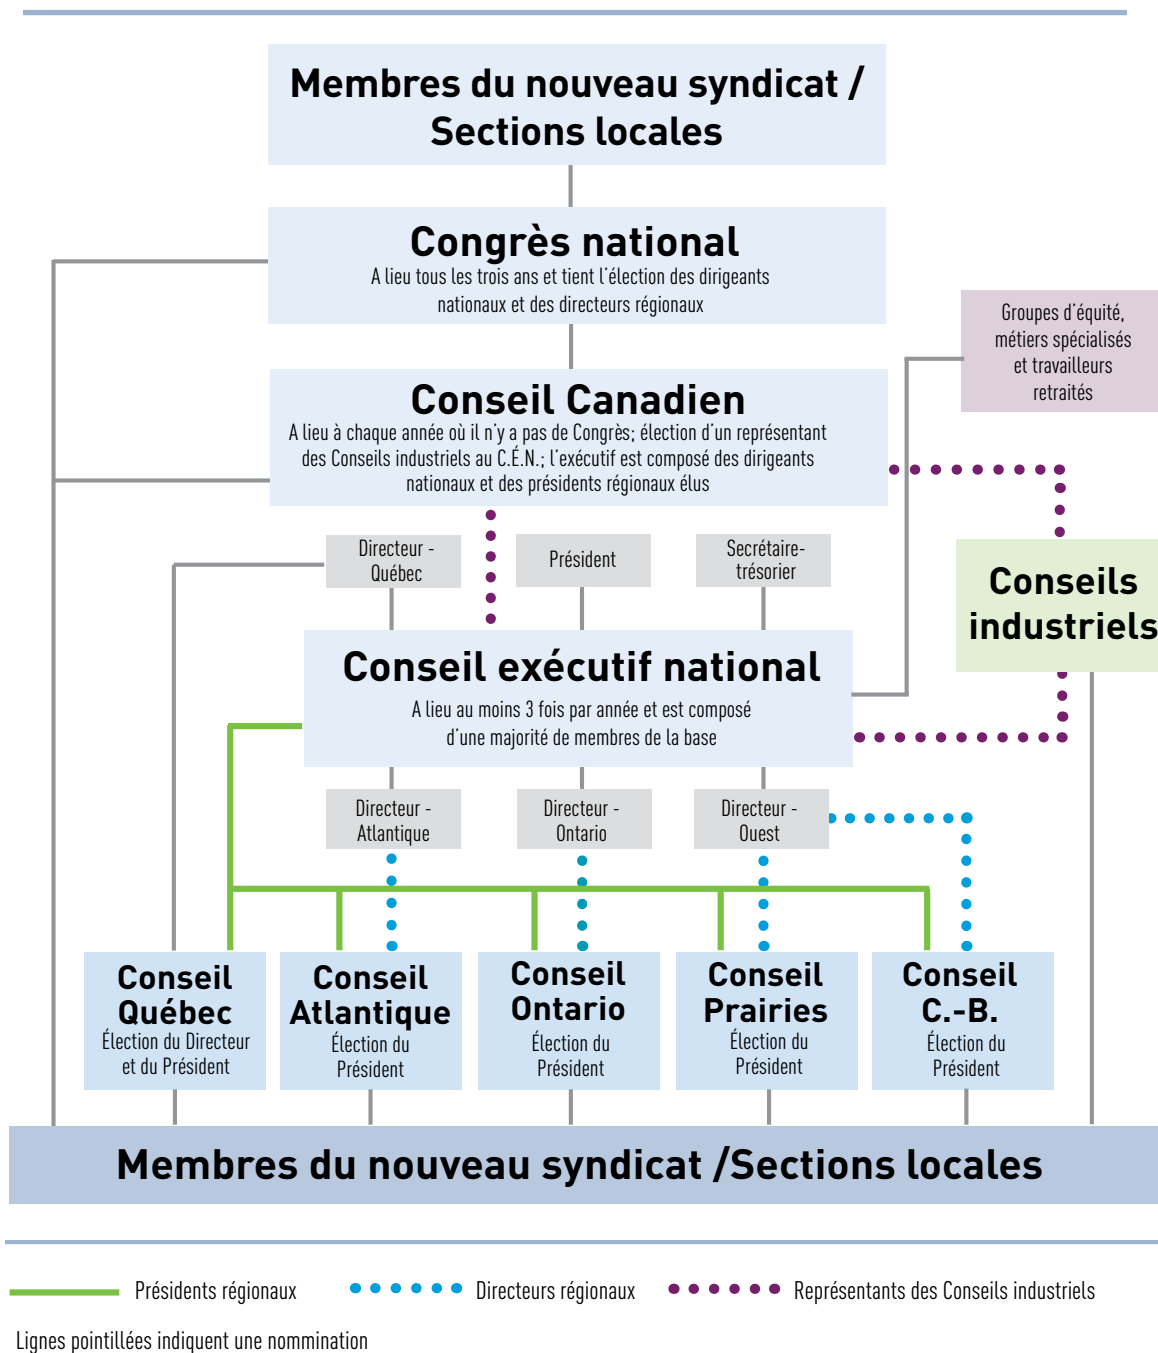 Membres du nouveau syndicat /
Sections locales
Congrès national
A lieu tous les trois ans et tient l'élection des dirigeants
nationaux et des directeurs régionaux
Groupes d'équité,
métiers spécialisés
et travailleurs
retraités
Conseil Canadien
A lieu à chaque année où il n'y a pas de Congrès; élection d'un représentant
des Conseils industriels au C.É.N.; l'exécutif est composé des dirigeants
nationaux et des présidents régionaux élus
Directeur -
Québec
Président
Secrétaire-
trésorier
Conseils
industriels
Conseil exécutif national
A lieu au moins 3 fois par année et est composé
d'une majorité de membres de la base
Directeur -
Atlantique
Directeur -
Ontario
Directeur -
Ouest
Conseil
Québec
Élection du Directeur
et du Président
Conseil
Atlantique
Élection du
Président
Conseil
Ontario
Élection du
Président
Conseil
Prairies
Élection du
Président
Conseil
C.-B.
Élection du
Président
Membres du nouveau syndicat /Sections locales
Présidents régionaux
Directeurs régionaux
Représentants des Conseils industriels
Lignes pointillées indiquent une nommination